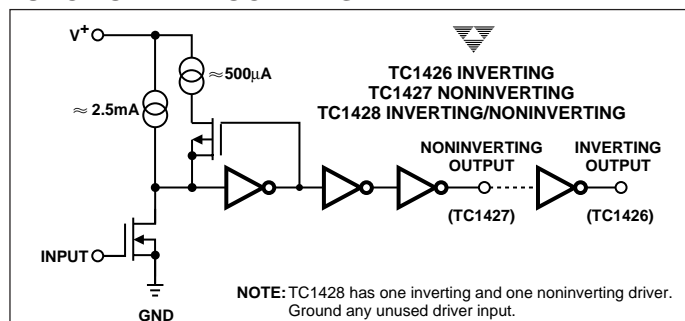 V+
≈500µA
≈ 2.5mA
TC1426 INVERTING
TC1427 NONINVERTING
TC1428 INVERTING/NONINVERTING
NONINVERTING
OUTPUT
(TC1427)
INVERTING
OUTPUT
(TC1426)
INPUT
GND
NOTE: TC1428 has one inverting and one noninverting driver.
Ground any unused driver input.